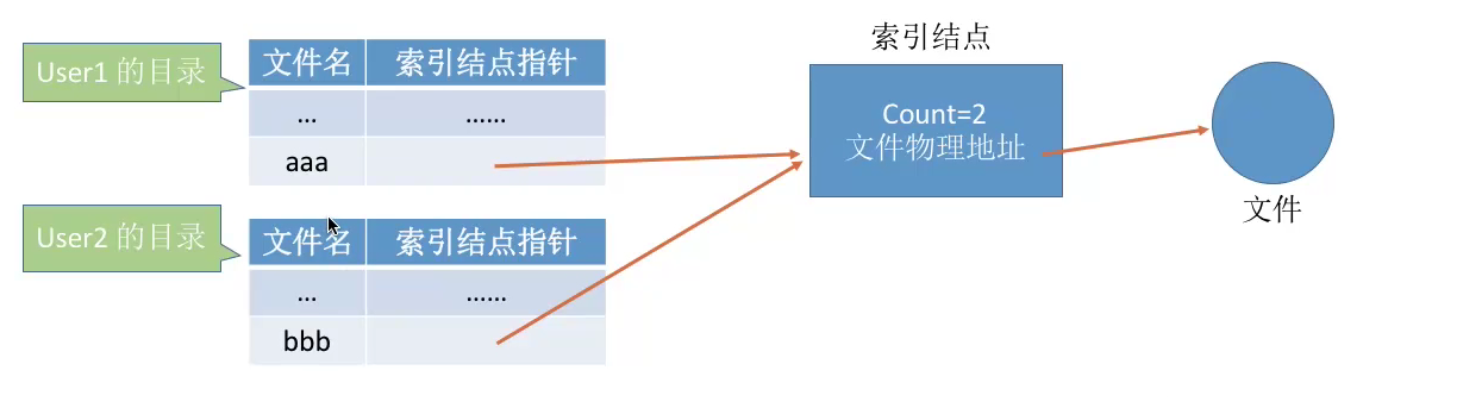 索引结点
User1 的目录
文件名 索引结点指针
... ......
aaa
Count=2
文件物理地址
文件
User2 的目录
文件名 索引结点指针
... ......
bbb